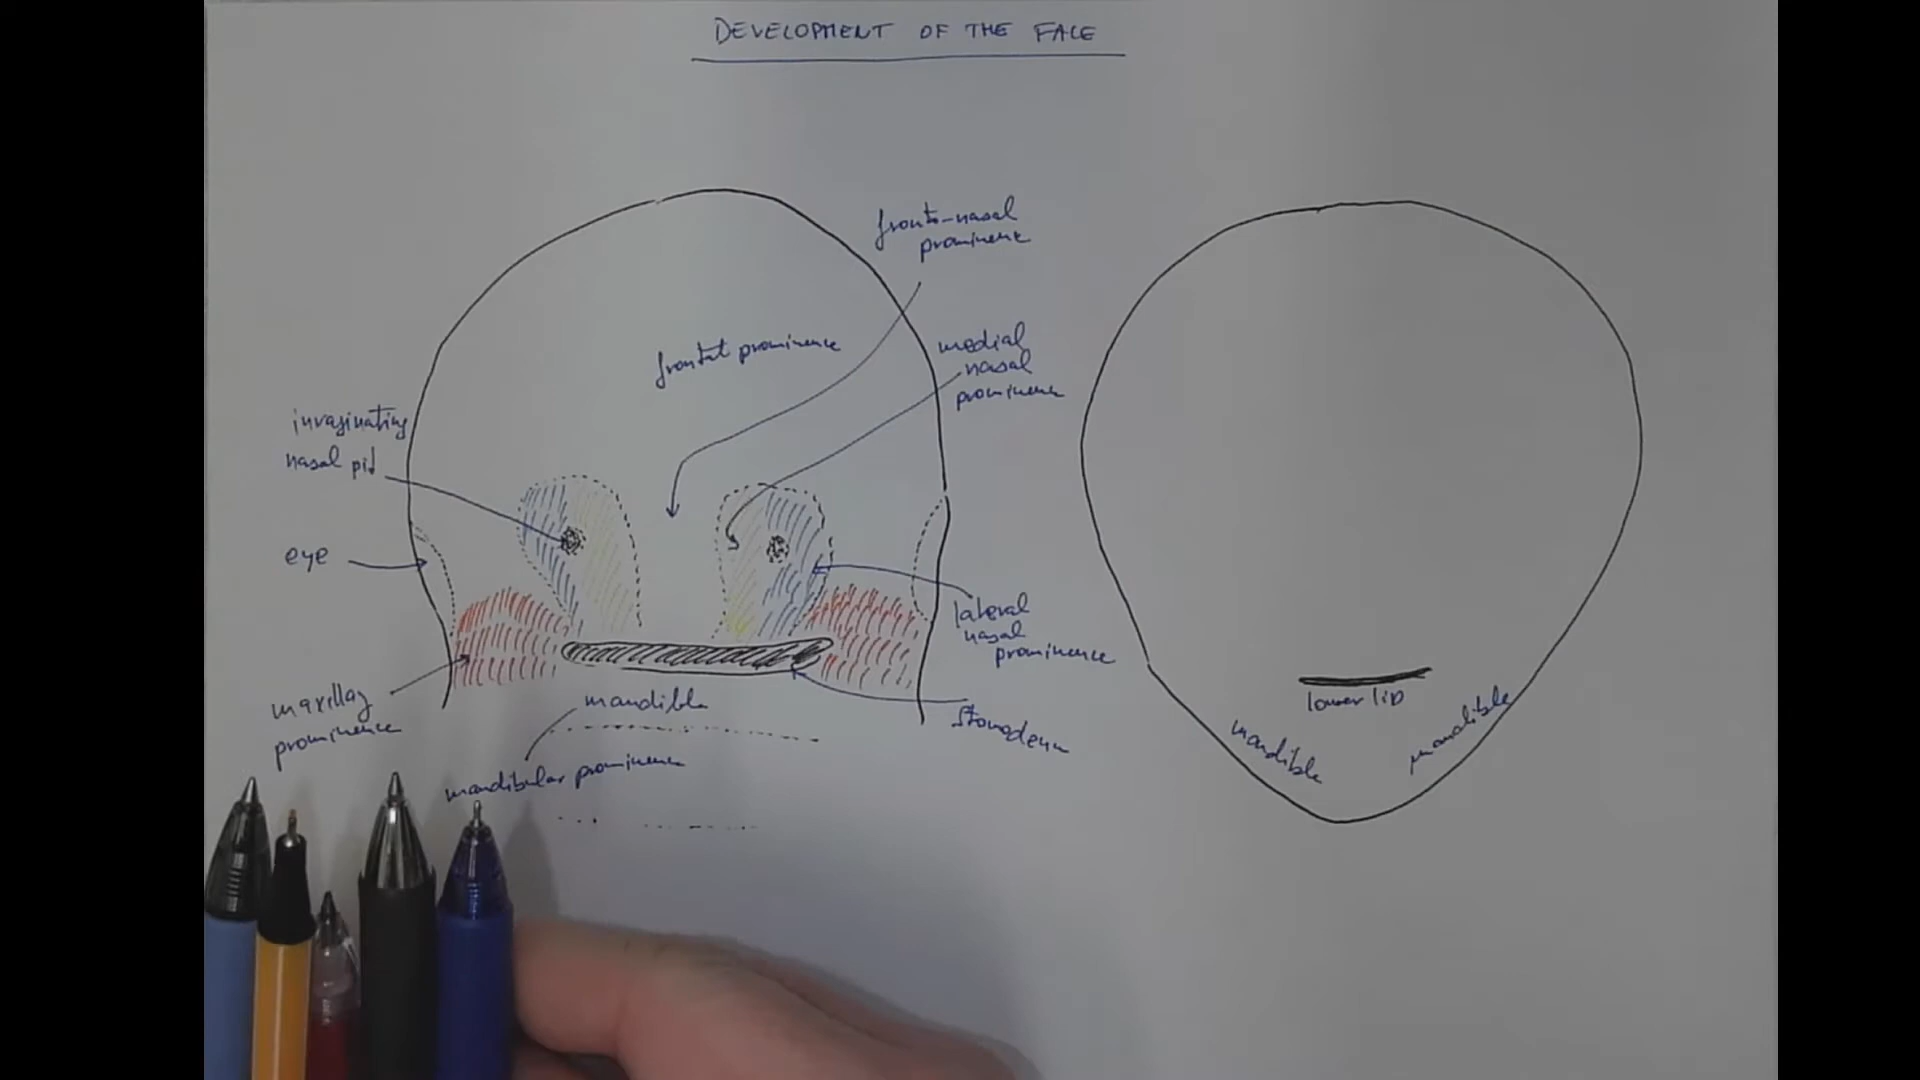 DEVELOPMENT OF THE FACE
fronto-nasal
prominence
frontal prominence
medial
nasal
prominence
invaginating
nasal pit
eye
lateral
nasal
prominence
maxillay
prominence
mandible
mandibular prominence
Stomodeum
lower lip
mandible
mandible